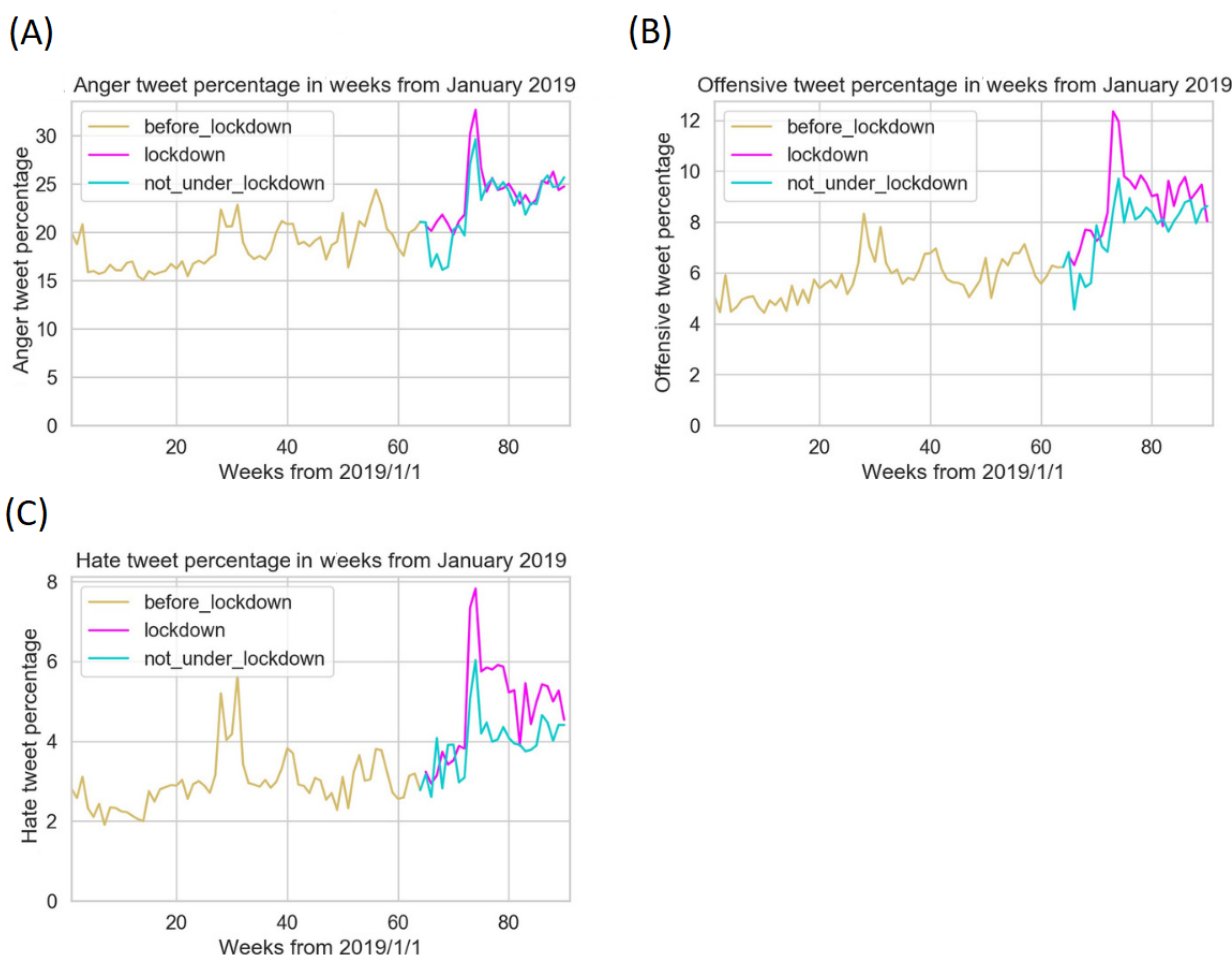 (A)
Anger tweet percentage in weeks from January 2019
before_lockdown
lockdown
not_under_lockdown
Anger tweet percentage
30
25
20
15
10
5
0
20 40 60 80
Weeks from 2019/1/1
(B)
Offensive tweet percentage in weeks from January 2019
before_lockdown
lockdown
not_under_lockdown
Offensive tweet percentage
12
10
8
6
4
2
0
20 40 60 80
Weeks from 2019/1/1
(C)
Hate tweet percentage in weeks from January 2019
before_lockdown
lockdown
not_under_lockdown
Hate tweet percentage
8
6
4
2
0
20 40 60 80
Weeks from 2019/1/1